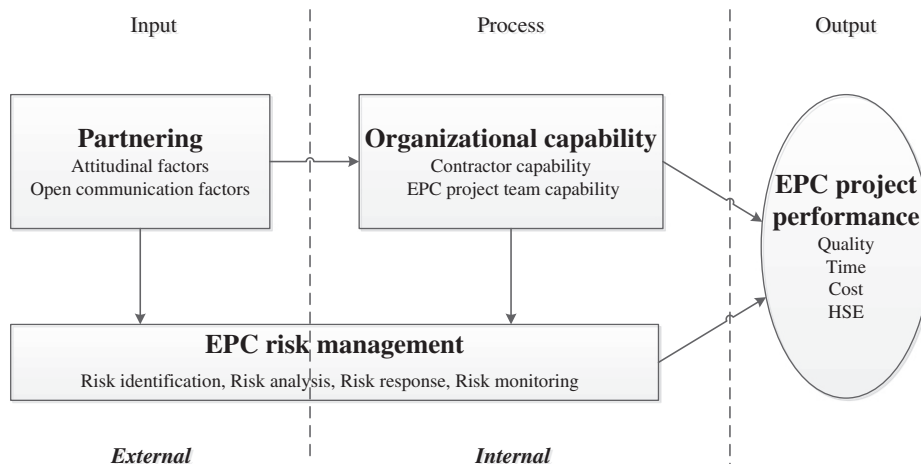 Input
Process
Output
Partnering
Attitudinal factors
Open communication factors
Organizational capability
Contractor capability
EPC project team capability
EPC project
performance
Quality
Time
Cost
HSE
EPC risk management
Risk identification, Risk analysis, Risk response, Risk monitoring
External
Internal